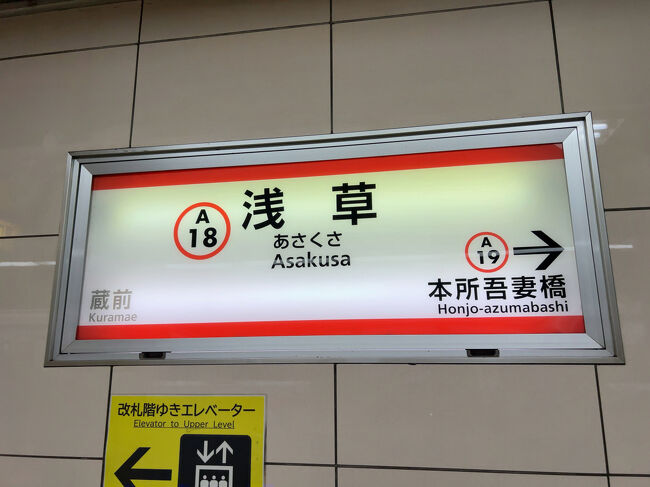 A
18
浅草
あさくさ
Asakusa
A
19
本所吾妻橋
Honjo-azumabashi
蔵前
Kuramae
改札階ゆきエレベーター
Elevator to Upper Level